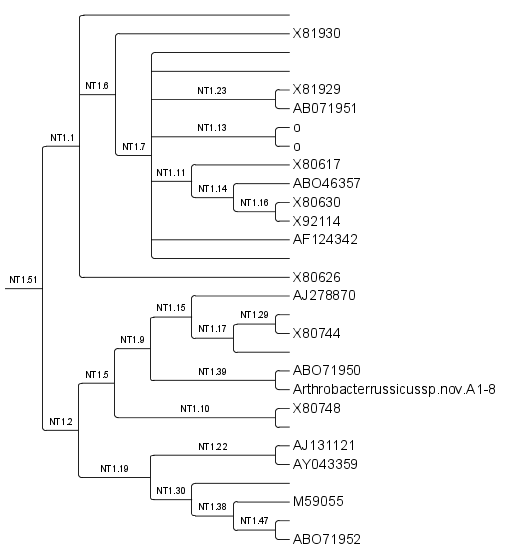 X81930
NT1.6
NT1.23
X81929
AB071951
NT1.13
o
NT1.1
NT1.7
o
X80617
NT1.11
ABO46357
NT1.14
NT1.16
X80630
X92114
AF124342
NT1.51
X80626
AJ278870
NT1.15
NT1.29
NT1.17
X80744
NT1.9
NT1.39
ABO71950
NT1.5
Arthrobacterrussicussp.nov.A1-8
NT1.10
X80748
NT1.2
NT1.22
AJ131121
NT1.19
AY043359
NT1.30
NT1.38
M59055
NT1.47
ABO71952